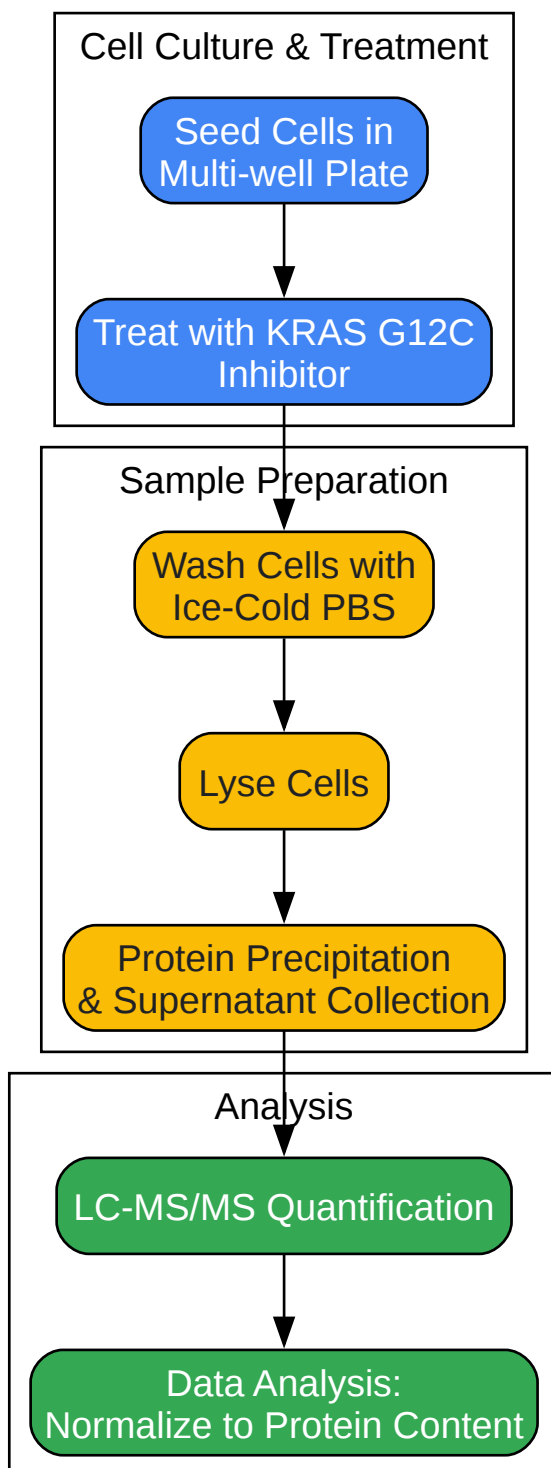 Cell Culture & Treatment
Seed Cells in
Multi-well Plate
Treat with KRAS G12C
Inhibitor
Sample Preparation
Wash Cells with
Ice-Cold PBS
Lyse Cells
Protein Precipitation
& Supernatant Collection
Analysis
LC-MS/MS Quantification
Data Analysis:
Normalize to Protein Content